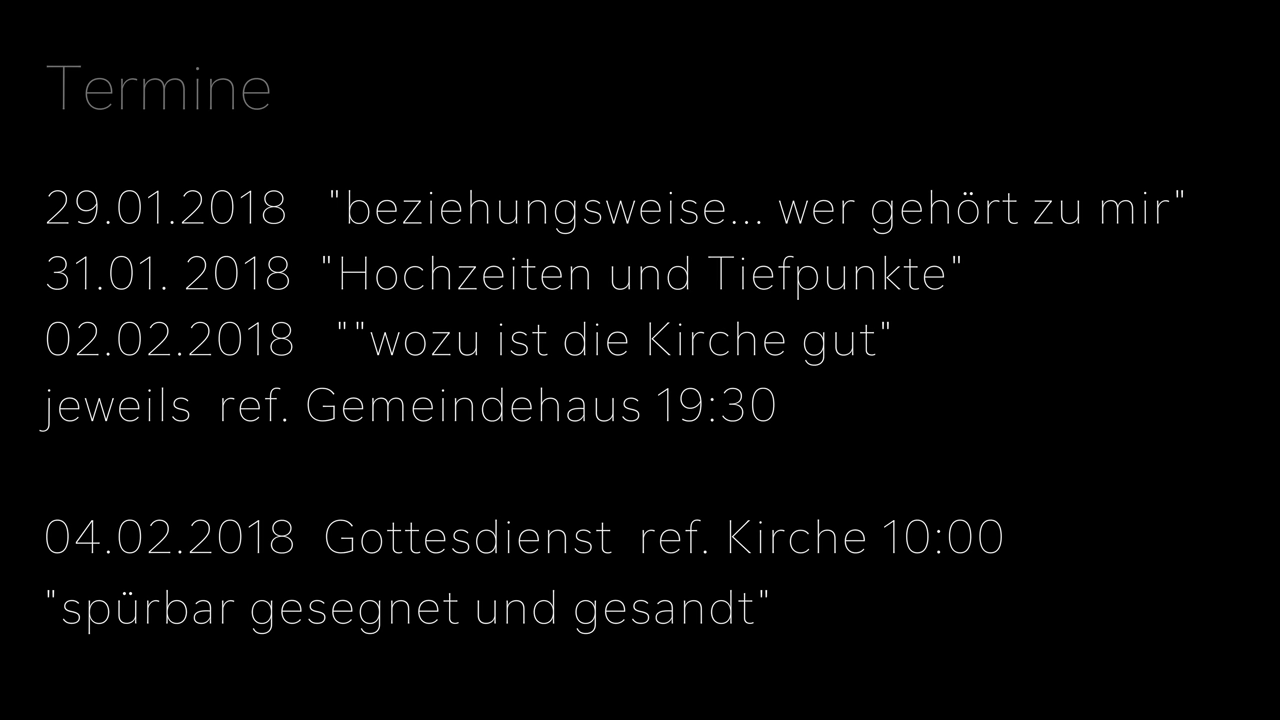 Termine
29.01.2018 "beziehungsweise... wer gehört zu mir"
31.01. 2018 "Hochzeiten und Tiefpunkte"
02.02.2018 ""wozu ist die Kirche gut"
jeweils ref. Gemeindehaus 19:30
04.02.2018 Gottesdienst ref. Kirche 10:00
"spürbar gesegnet und gesandt"